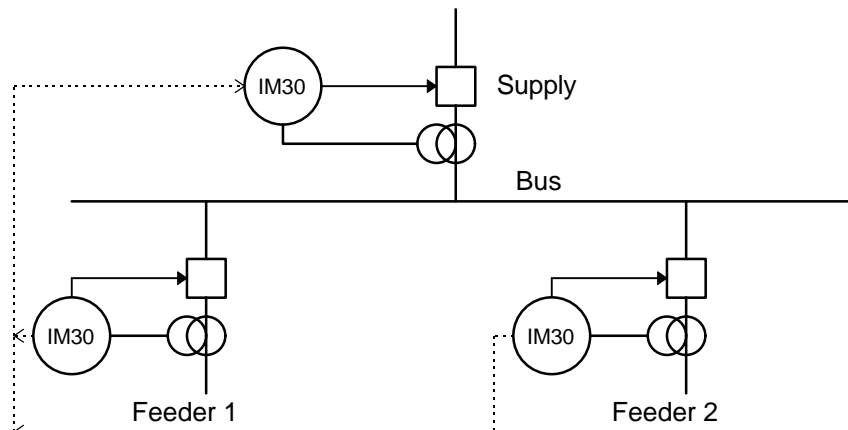 IM30
Supply
Bus
IM30
IM30
Feeder 1
Feeder 2